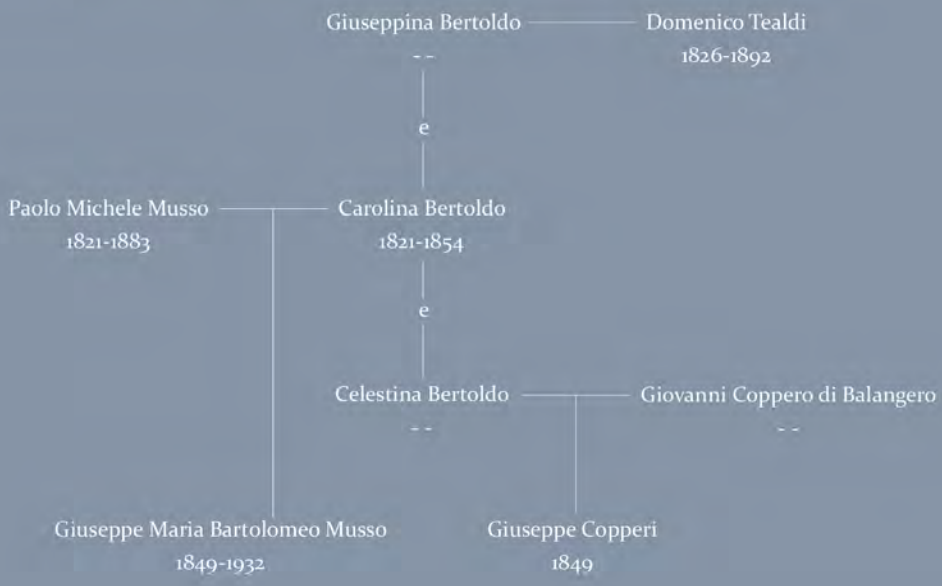 Giuseppina Bertoldo Domenico Tealdi
-- 1826-1892
e
Paolo Michele Musso Carolina Bertoldo
1821-1883 1821-1854
e
Celestina Bertoldo Giovanni Coppero di Balangero
-- --
Giuseppe Maria Bartolomeo Musso Giuseppe Copperi
1849-1932 1849